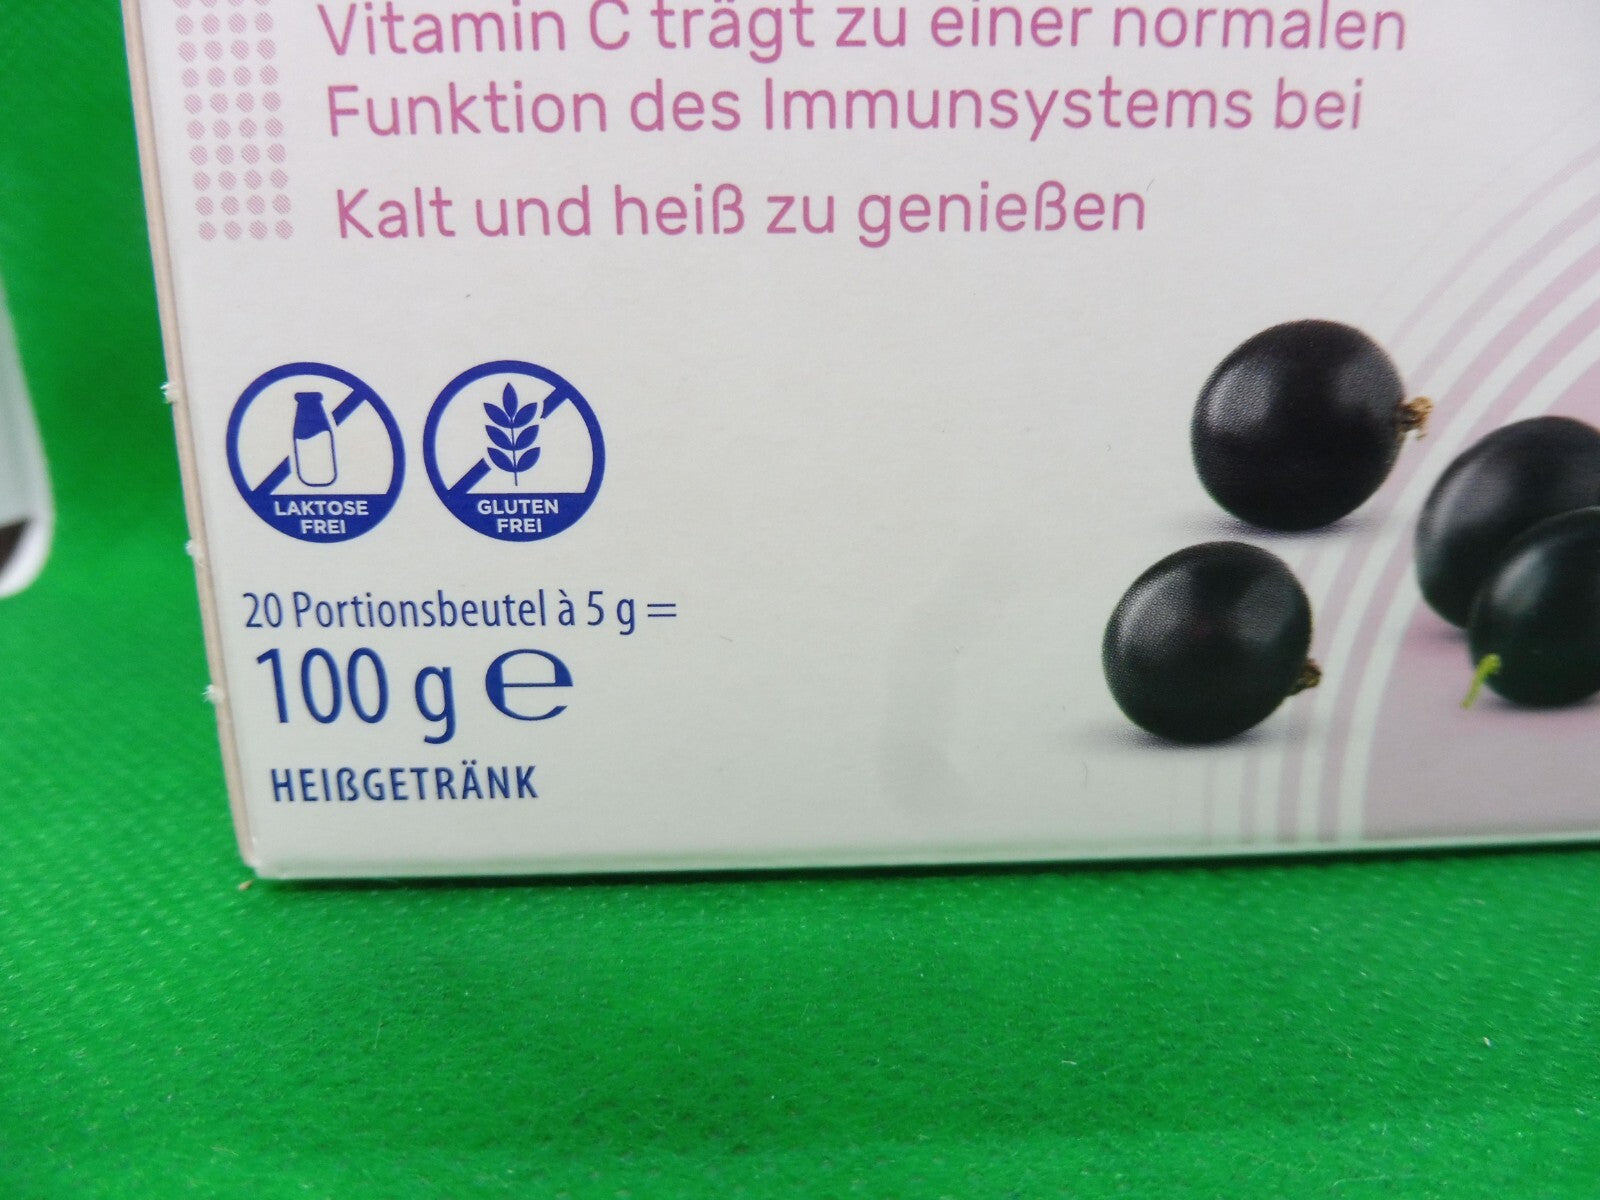 Vitamin C trägt zu einer normalen
Funktion des Immunsystems bei
Kalt und heiß zu genießen
LAKTOSE
FREI
GLUTEN
FREI
20 Portionsbeutel à 5 g =
100 g ℮
HEIßGETRÄNK